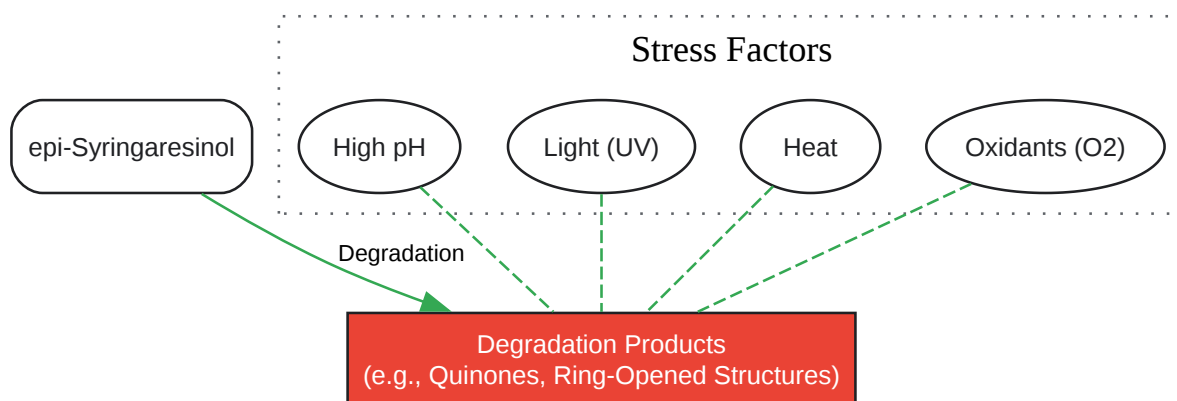 Stress Factors
epi-Syringaresinol
High pH
Light (UV)
Heat
Oxidants (O2)
Degradation
Degradation Products
(e.g., Quinones, Ring-Opened Structures)